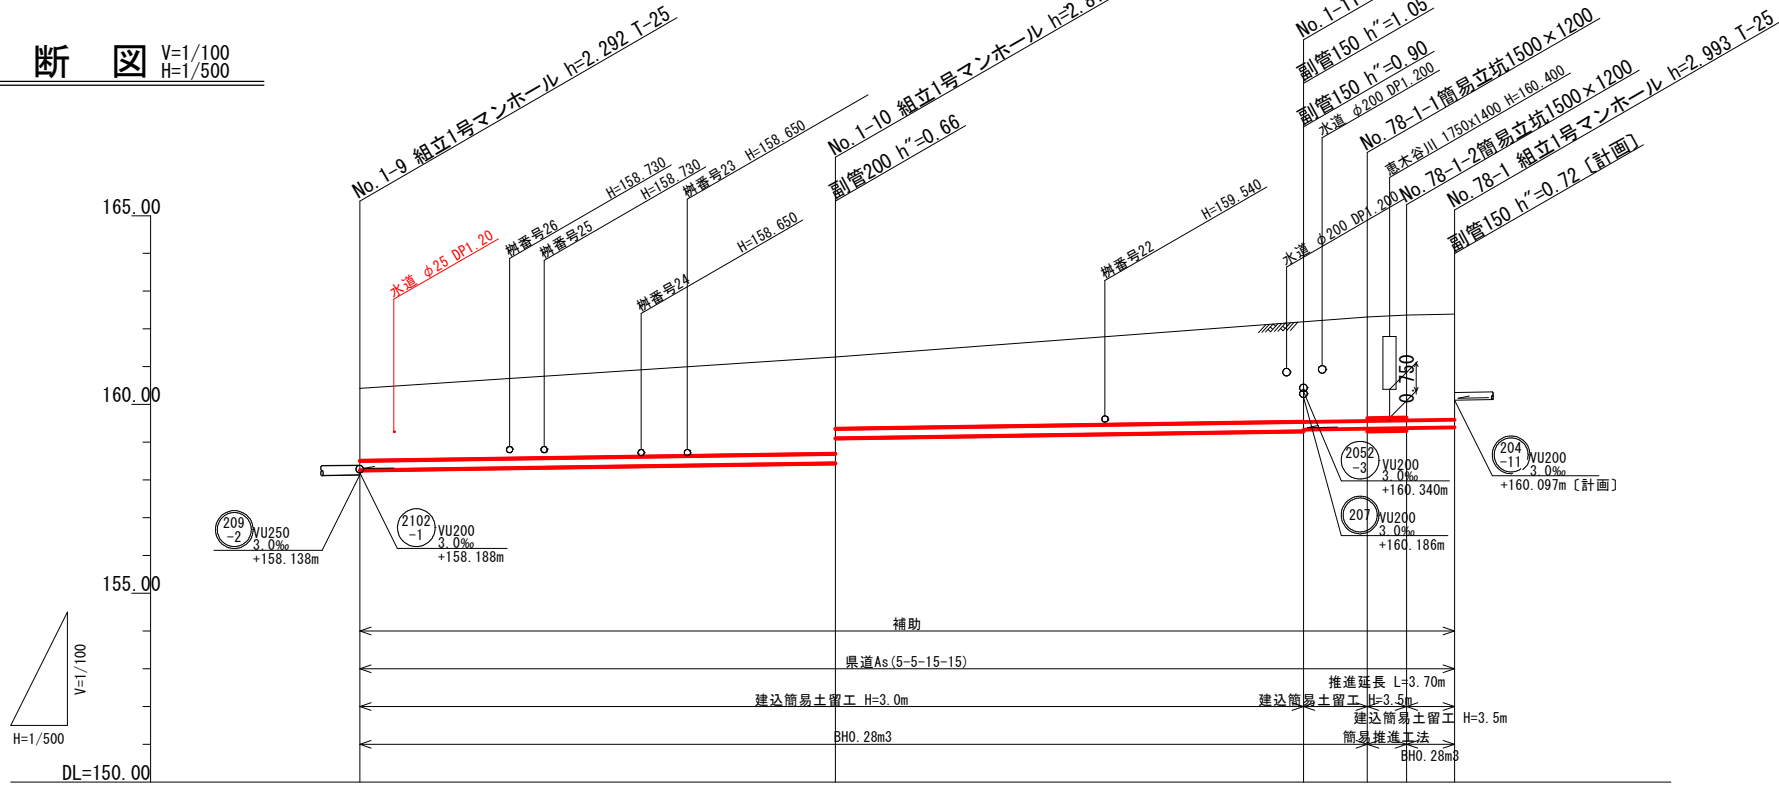 断 図 V=1/100
H=1/500
No.1-9 組立1号マンホール h=2.292 T-25
水道 φ25 DP1.20
桝番号26 H=158.730
桝番号25 H=158.730
桝番号24 H=158.650
桝番号23 H=158.650
No.1-10 組立1号マンホール
副管200 h"=0.66
桝番号22 H=159.540
水道 φ200 DP1.200
副管150 h"=1.05
副管150 h"=0.90
水道 φ200 DP1.200
No.78-1-1簡易立坑1500×1200
恵木谷川 1750x1400 H=160.400
No.78-1-2簡易立坑1500×1200
No.78-1 組立1号マンホール h=2.993 T-25
副管150 h"=0.72 [計画]
165.00
160.00
155.00
DL=150.00
0.750
209
-2
VU250
3.0‰
+158.138m
2102
-1
VU200
3.0‰
+158.188m
2052
-3
VU200
3.0‰
+160.340m
207
VU200
3.0‰
+160.186m
204
-11
VU200
3.0‰
+160.097m [計画]
補助
県道As(5-5-15-15)
推進延長 L=3.70m
建込簡易土留工 H=3.0m
建込簡易土留工 H=3.5m
建込簡易土留工 H=3.5m
BH0.28m3
簡易推進工法
BH0.28m3
V=1/100
H=1/500